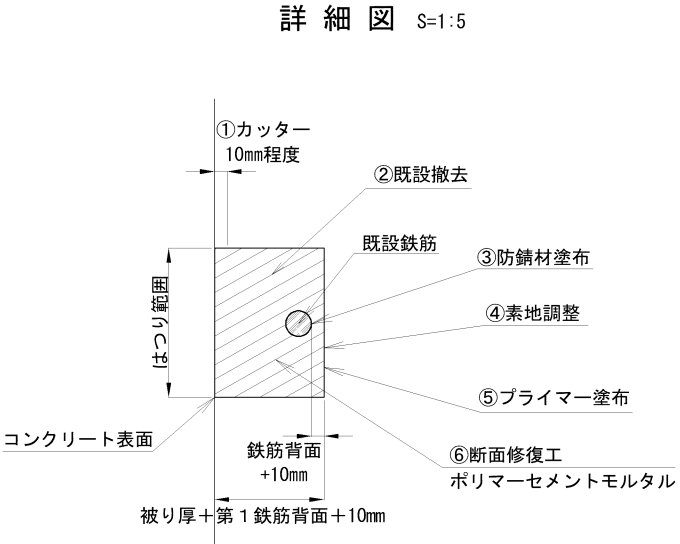 詳細図 S=1:5
①カッター
10mm程度
②既設撤去
既設鉄筋
③防錆材塗布
はつり範囲
④素地調整
⑤プライマー塗布
コンクリート表面
鉄筋背面
+10mm
⑥断面修復工
ポリマーセメントモルタル
被り厚＋第１鉄筋背面＋10mm